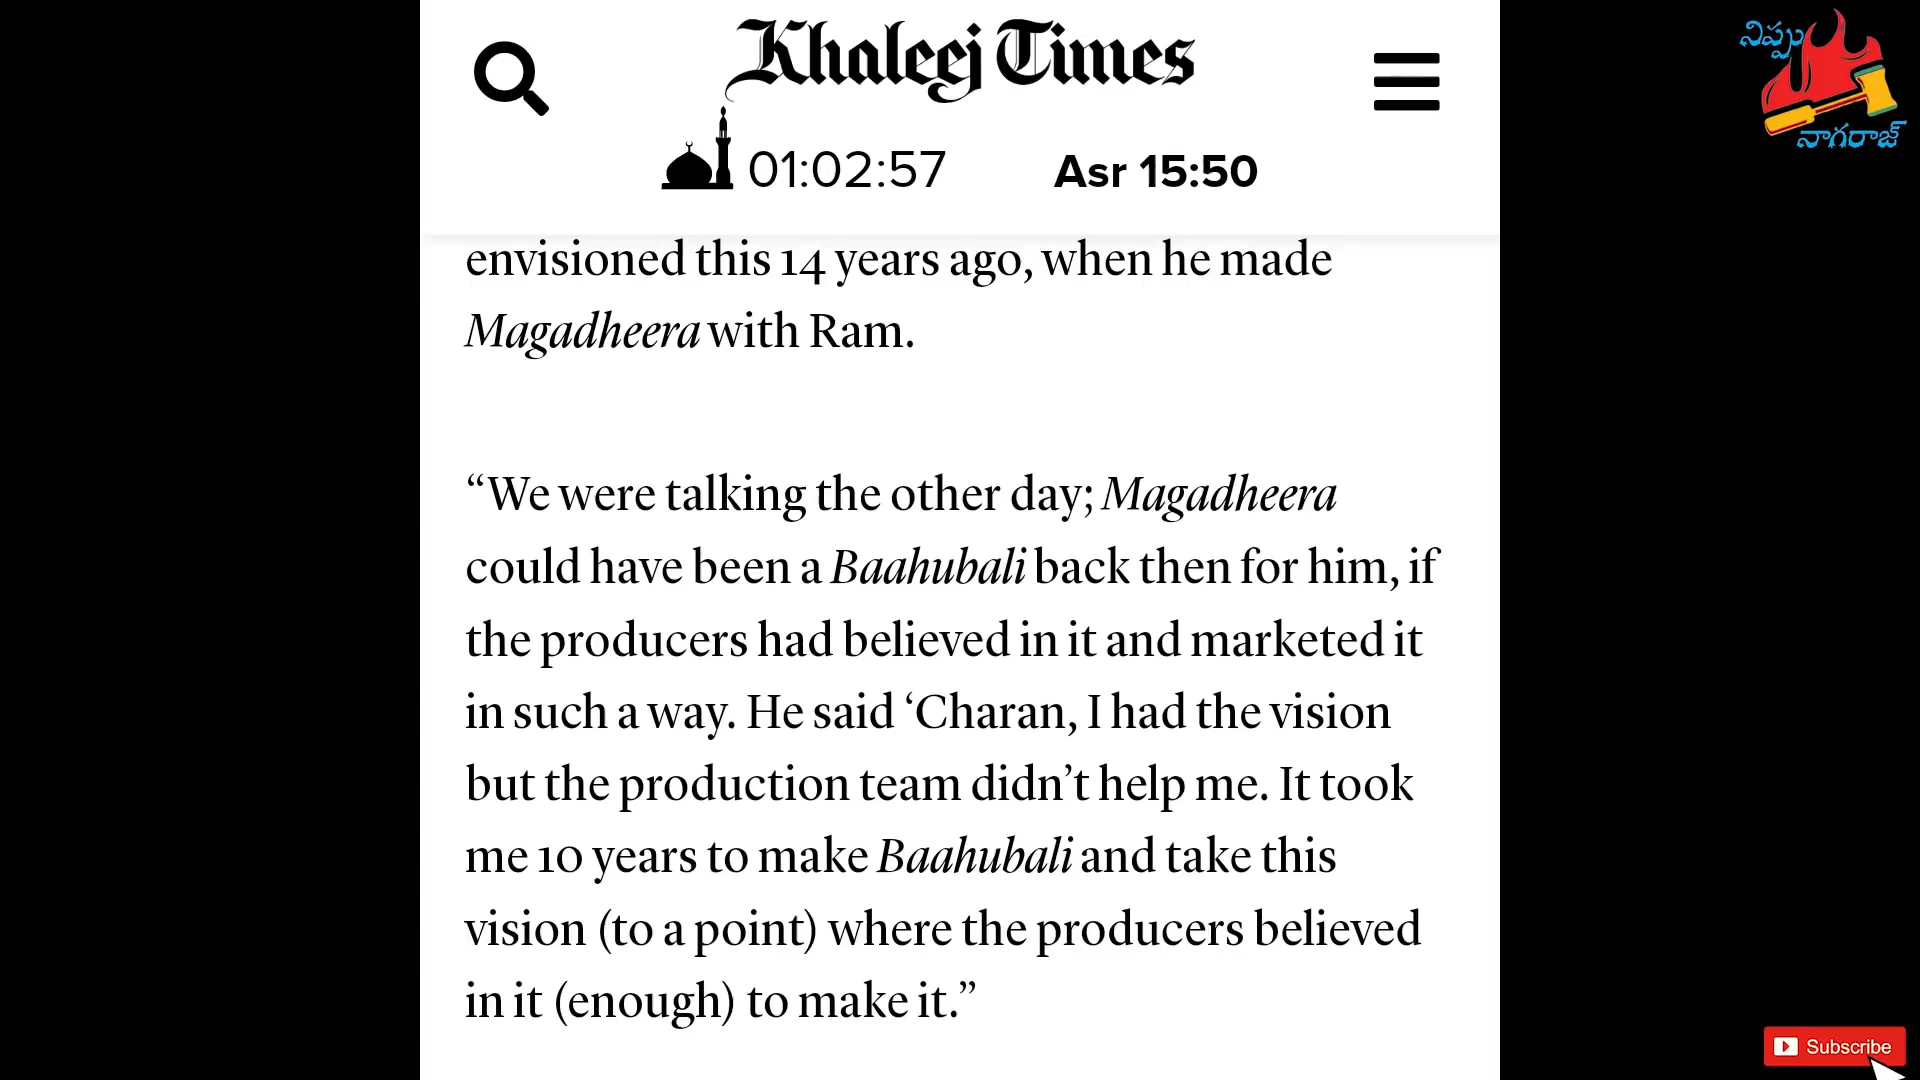 Khaleej Times
నిప్పు
నాగరాజ్
01:02:57 Asr 15:50
envisioned this 14 years ago, when he made
Magadheera with Ram.
“We were talking the other day; Magadheera
could have been a Baahubali back then for him, if
the producers had believed in it and marketed it
in such a way. He said ‘Charan, I had the vision
but the production team didn’t help me. It took
me 10 years to make Baahubali and take this
vision (to a point) where the producers believed
in it (enough) to make it.”
Subscribe